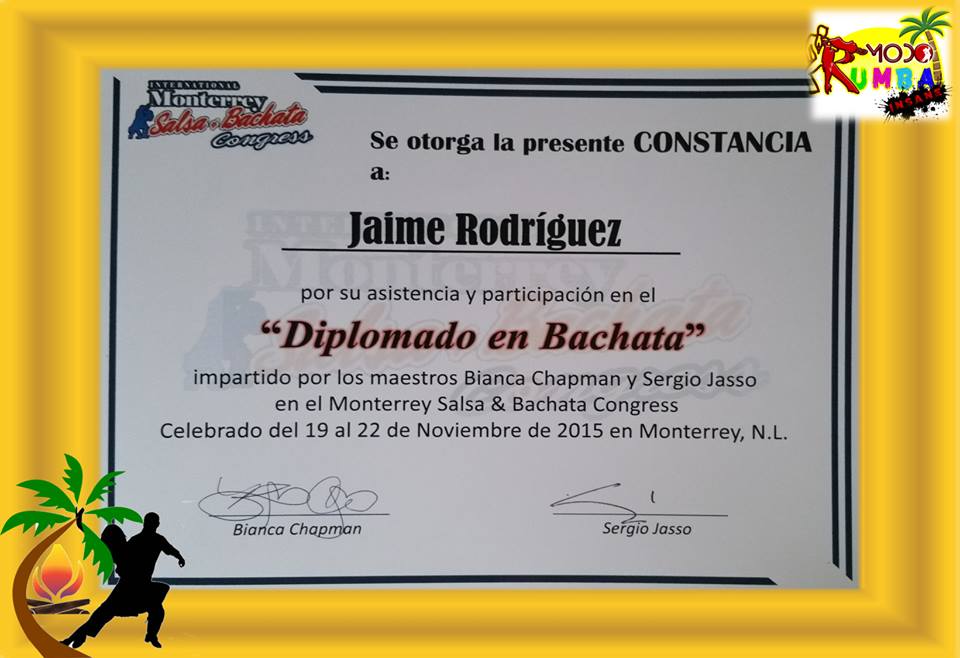 MODO
RUMBA
INSANE
INTERNATIONAL
Monterrey
Salsa & Bachata
Congress
Se otorga la presente CONSTANCIA
a:
Jaime Rodríguez
por su asistencia y participación en el
“Diplomado en Bachata”
impartido por los maestros Bianca Chapman y Sergio Jasso
en el Monterrey Salsa & Bachata Congress
Celebrado del 19 al 22 de Noviembre de 2015 en Monterrey, N.L.
Bianca Chapman
Sergio Jasso